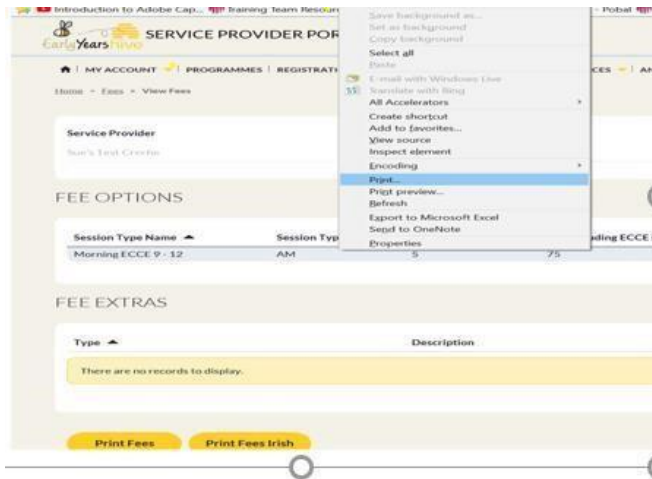 Introduction to Adobe Cap... Training Team Resour
- Pobal
EarlyYears hive
SERVICE PROVIDER POR
MY ACCOUNT | PROGRAMMES | REGISTRATI
CES | AN
Home > Fees > View Fees
Service Provider
Sue's Test Creche
Save background as...
Set as background
Copy background
Select all
Paste
E-mail with Windows Live
Translate with Bing
All Accelerators
Create shortcut
Add to favorites...
View source
Inspect element
Encoding
Print...
Print preview...
Refresh
Export to Microsoft Excel
Send to OneNote
Properties
FEE OPTIONS
Session Type Name Session Typ ding ECCE
Morning ECCE 9 - 12 AM 5 75
FEE EXTRAS
Type Description
There are no records to display.
Print Fees Print Fees Irish